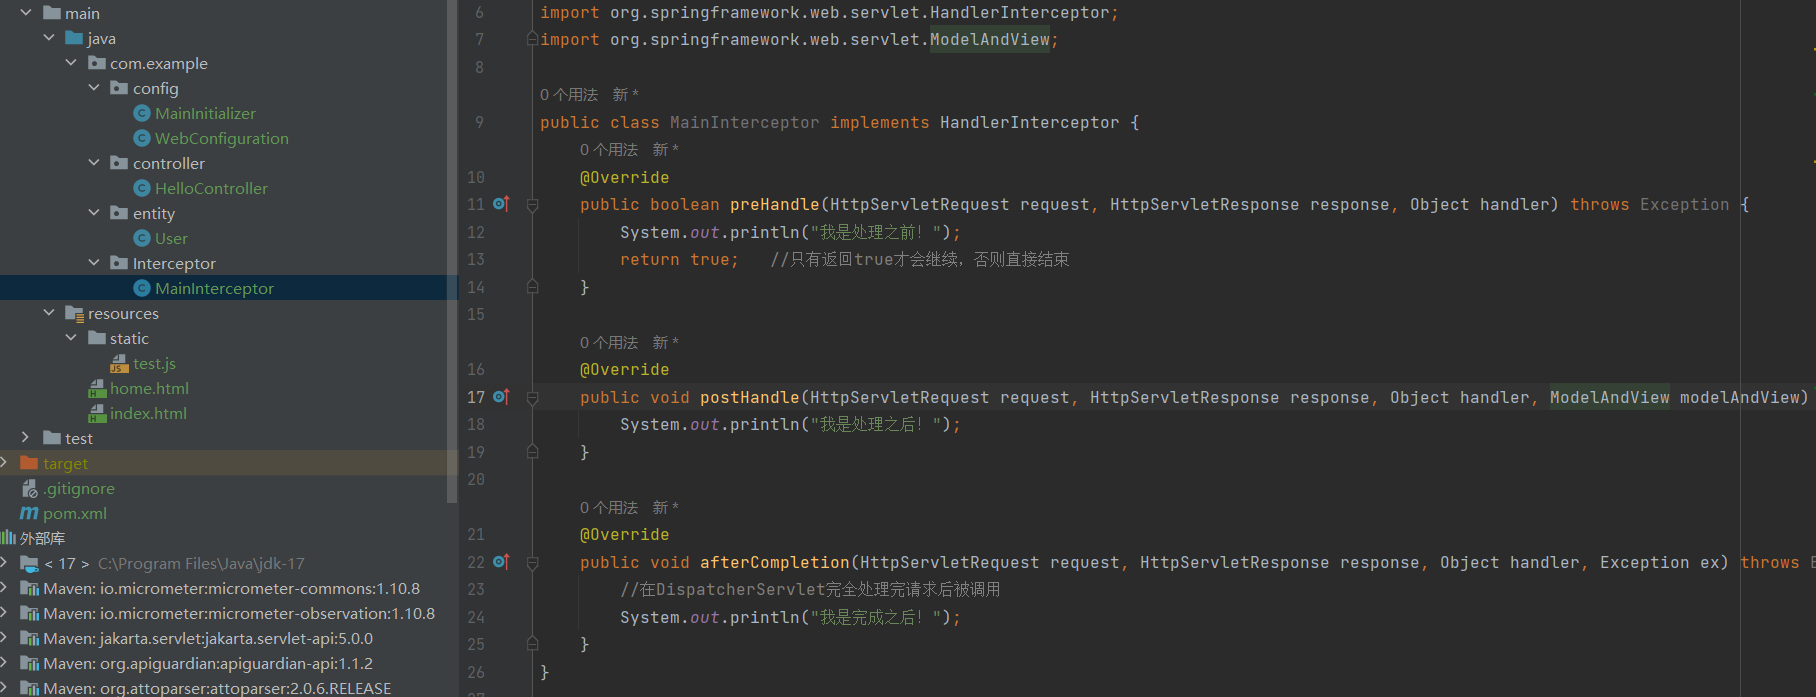 main
java
com.example
config
MainInitializer
WebConfiguration
controller
HelloController
entity
User
Interceptor
MainInterceptor
resources
static
test.js
home.html
index.html
test
target
.gitignore
pom.xml
外部库
< 17 > C:\Program Files\Java\jdk-17
Maven: io.micrometer:micrometer-commons:1.10.8
Maven: io.micrometer:micrometer-observation:1.10.8
Maven: jakarta.servlet:jakarta.servlet-api:5.0.0
Maven: org.apiguardian:apiguardian-api:1.1.2
Maven: org.attoparser:attoparser:2.0.6.RELEASE
6 import org.springframework.web.servlet.HandlerInterceptor;
7 import org.springframework.web.servlet.ModelAndView;
8
0 个用法 新 *
9 public class MainInterceptor implements HandlerInterceptor {
0 个用法 新 *
10 @Override
11 public boolean preHandle(HttpServletRequest request, HttpServletResponse response, Object handler) throws Exception {
12 System.out.println("我是处理之前！");
13 return true; //只有返回true才会继续，否则直接结束
14 }
15
0 个用法 新 *
16 @Override
17 public void postHandle(HttpServletRequest request, HttpServletResponse response, Object handler, ModelAndView modelAndView)
18 System.out.println("我是处理之后！");
19 }
20
0 个用法 新 *
21 @Override
22 public void afterCompletion(HttpServletRequest request, HttpServletResponse response, Object handler, Exception ex) throws
23 //在DispatcherServlet完全处理完请求后被调用
24 System.out.println("我是完成之后！");
25 }
26 }